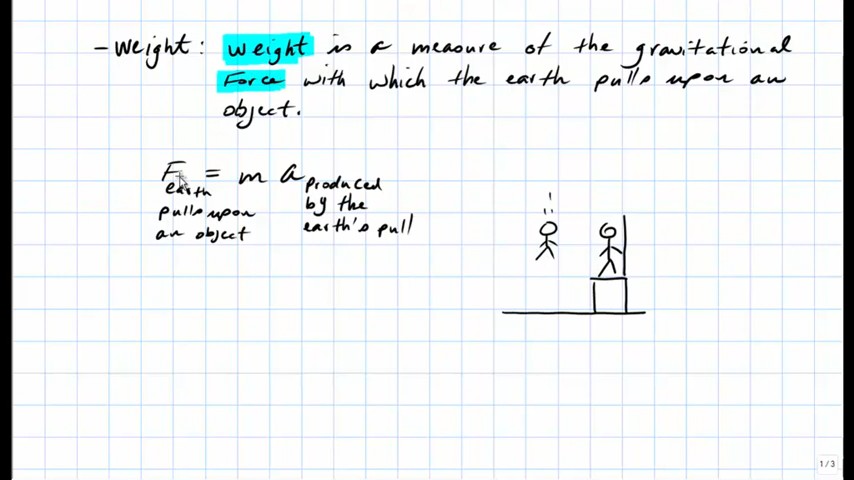 - Weight: weight is a measure of the gravitational
Force with which the earth pulls upon an
object.
F earth pulls upon an object = m a produced by the earth's pull
1/3